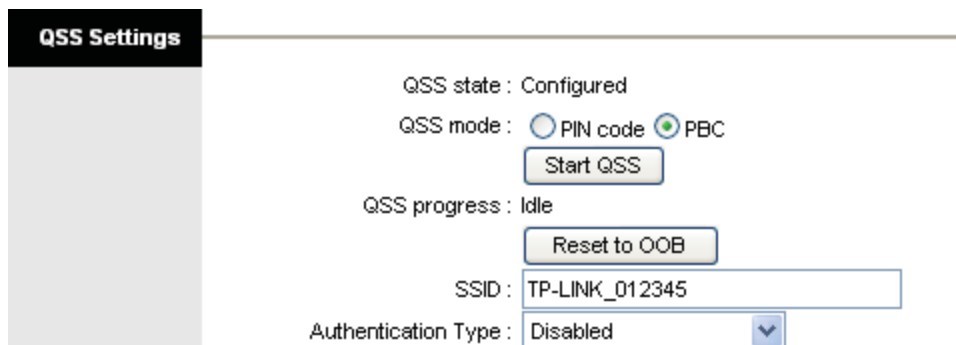 QSS Settings
QSS state : Configured
QSS mode : PIN code PBC
Start QSS
QSS progress : Idle
Reset to OOB
SSID : TP-LINK_012345
Authentication Type : Disabled